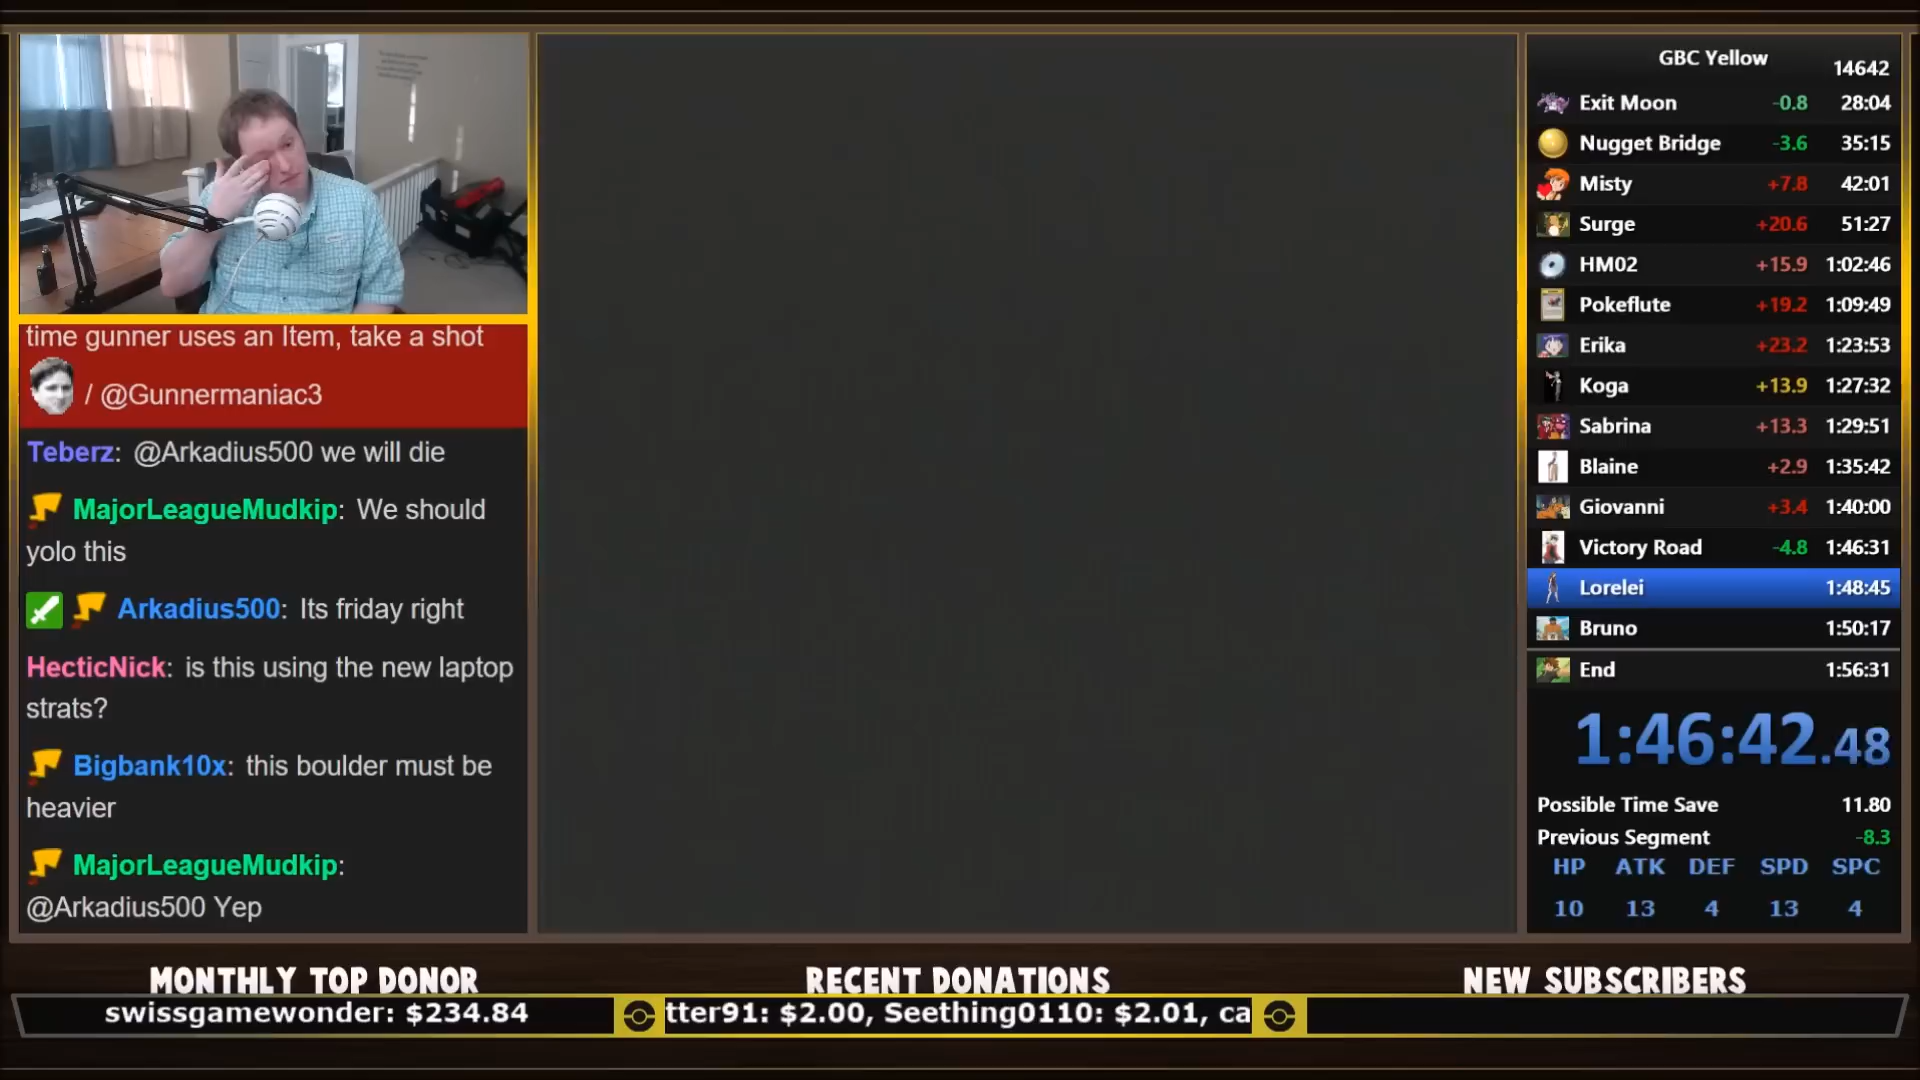 time gunner uses an Item, take a shot
/ @Gunnermaniac3
Teberz: @Arkadius500 we will die
MajorLeagueMudkip: We should
yolo this
Arkadius500: Its friday right
HecticNick: is this using the new laptop
strats?
Bigbank10x: this boulder must be
heavier
MajorLeagueMudkip:
@Arkadius500 Yep
GBC Yellow 14642
Exit Moon -0.8 28:04
Nugget Bridge -3.6 35:15
Misty +7.8 42:01
Surge +20.6 51:27
HM02 +15.9 1:02:46
Pokeflute +19.2 1:09:49
Erika +23.2 1:23:53
Koga +13.9 1:27:32
Sabrina +13.3 1:29:51
Blaine +2.9 1:35:42
Giovanni +3.4 1:40:00
Victory Road -4.8 1:46:31
Lorelei 1:48:45
Bruno 1:50:17
End 1:56:31
1:46:42.48
Possible Time Save 11.80
Previous Segment -8.3
HP ATK DEF SPD SPC
10 13 4 13 4
MONTHLY TOP DONOR
swissgamewonder: $234.84
RECENT DONATIONS
tter91: $2.00, Seething0110: $2.01, ca
NEW SUBSCRIBERS